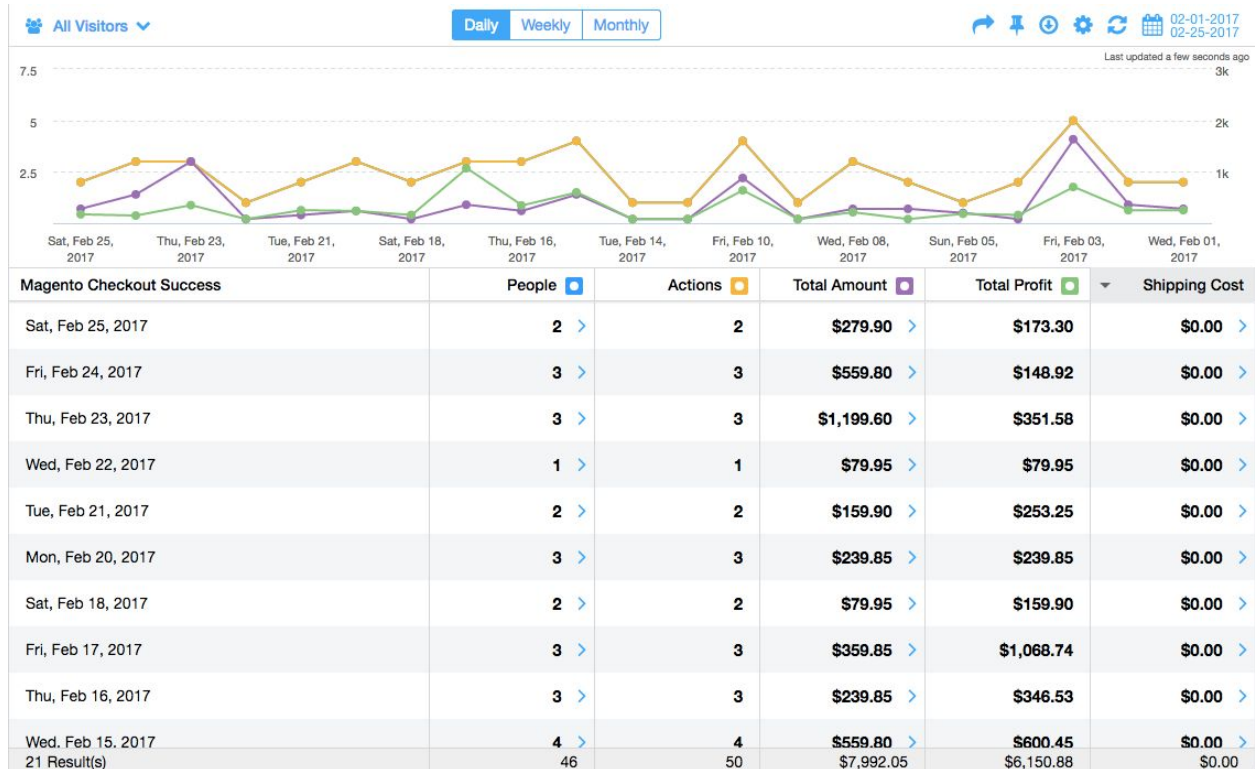 All Visitors Daily Weekly Monthly 02-01-2017
02-25-2017
Last updated a few seconds ago
7.5 3k
5 2k
2.5 1k
Sat, Feb 25, Thu, Feb 23, Tue, Feb 21, Sat, Feb 18, Thu, Feb 16, Tue, Feb 14, Fri, Feb 10, Wed, Feb 08, Sun, Feb 05, Fri, Feb 03, Wed, Feb 01,
2017 2017 2017 2017 2017 2017 2017 2017 2017 2017 2017
Magento Checkout Success People Actions Total Amount Total Profit Shipping Cost
Sat, Feb 25, 2017 2 2 $279.90 $173.30 $0.00
Fri, Feb 24, 2017 3 3 $559.80 $148.92 $0.00
Thu, Feb 23, 2017 3 3 $1,199.60 $351.58 $0.00
Wed, Feb 22, 2017 1 1 $79.95 $79.95 $0.00
Tue, Feb 21, 2017 2 2 $159.90 $253.25 $0.00
Mon, Feb 20, 2017 3 3 $239.85 $239.85 $0.00
Sat, Feb 18, 2017 2 2 $79.95 $159.90 $0.00
Fri, Feb 17, 2017 3 3 $359.85 $1,068.74 $0.00
Thu, Feb 16, 2017 3 3 $239.85 $346.53 $0.00
Wed, Feb 15, 2017 4 4 $559.80 $600.45 $0.00
21 Result(s) 46 50 $7,992.05 $6,150.88 $0.00